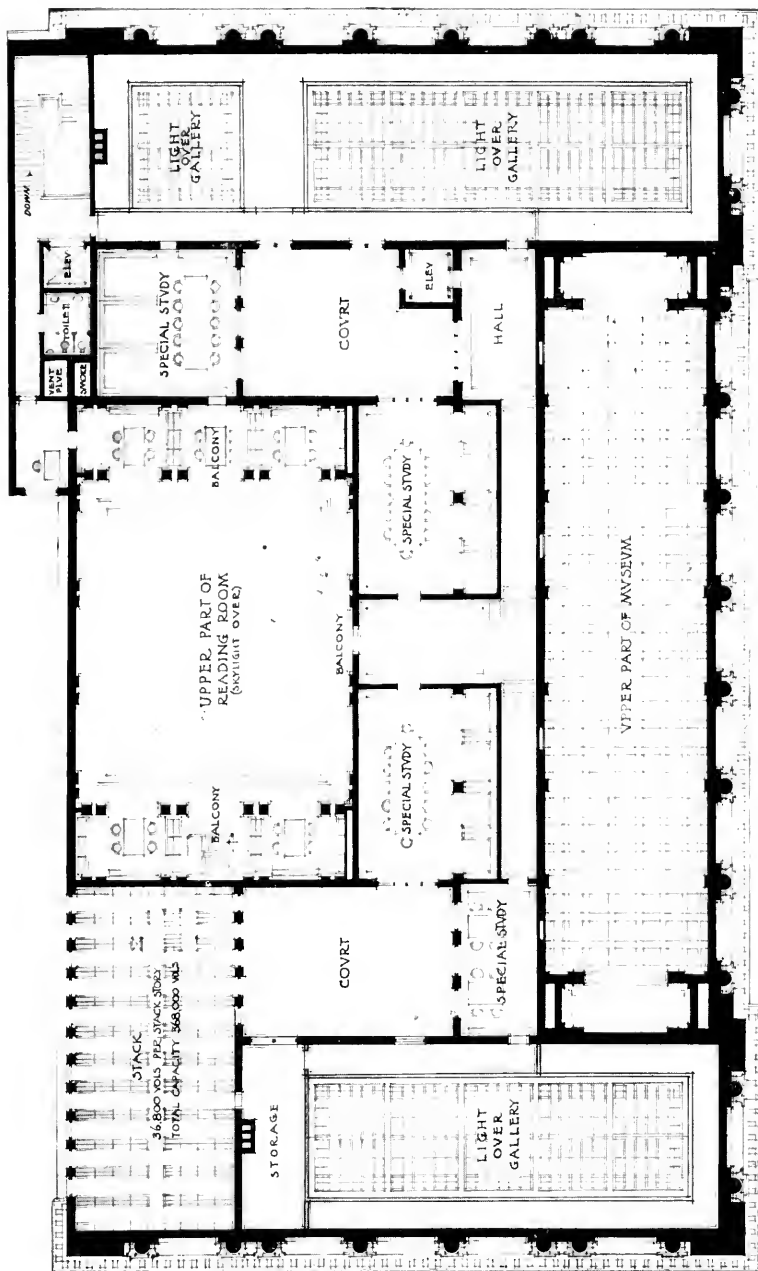 DOWN
LIGHT
OVER
GALLERY
LIGHT
OVER
GALLERY
ELEV
TOILET
VENT
FLVE
SMOKE
SPECIAL STVDY
COVRT
ELEV
HALL
BALCONY
SPECIAL STVDY
UPPER PART OF
READING ROOM
(SKYLIGHT OVER)
BALCONY
VPPER PART OF MVSEVM
BALCONY
SPECIAL STVDY
STACK
36,800 VOLS PER STACK STORY
TOTAL CAPACITY 368,000 VOLS
COVRT
SPECIAL STVDY
STORAGE
LIGHT
OVER
GALLERY